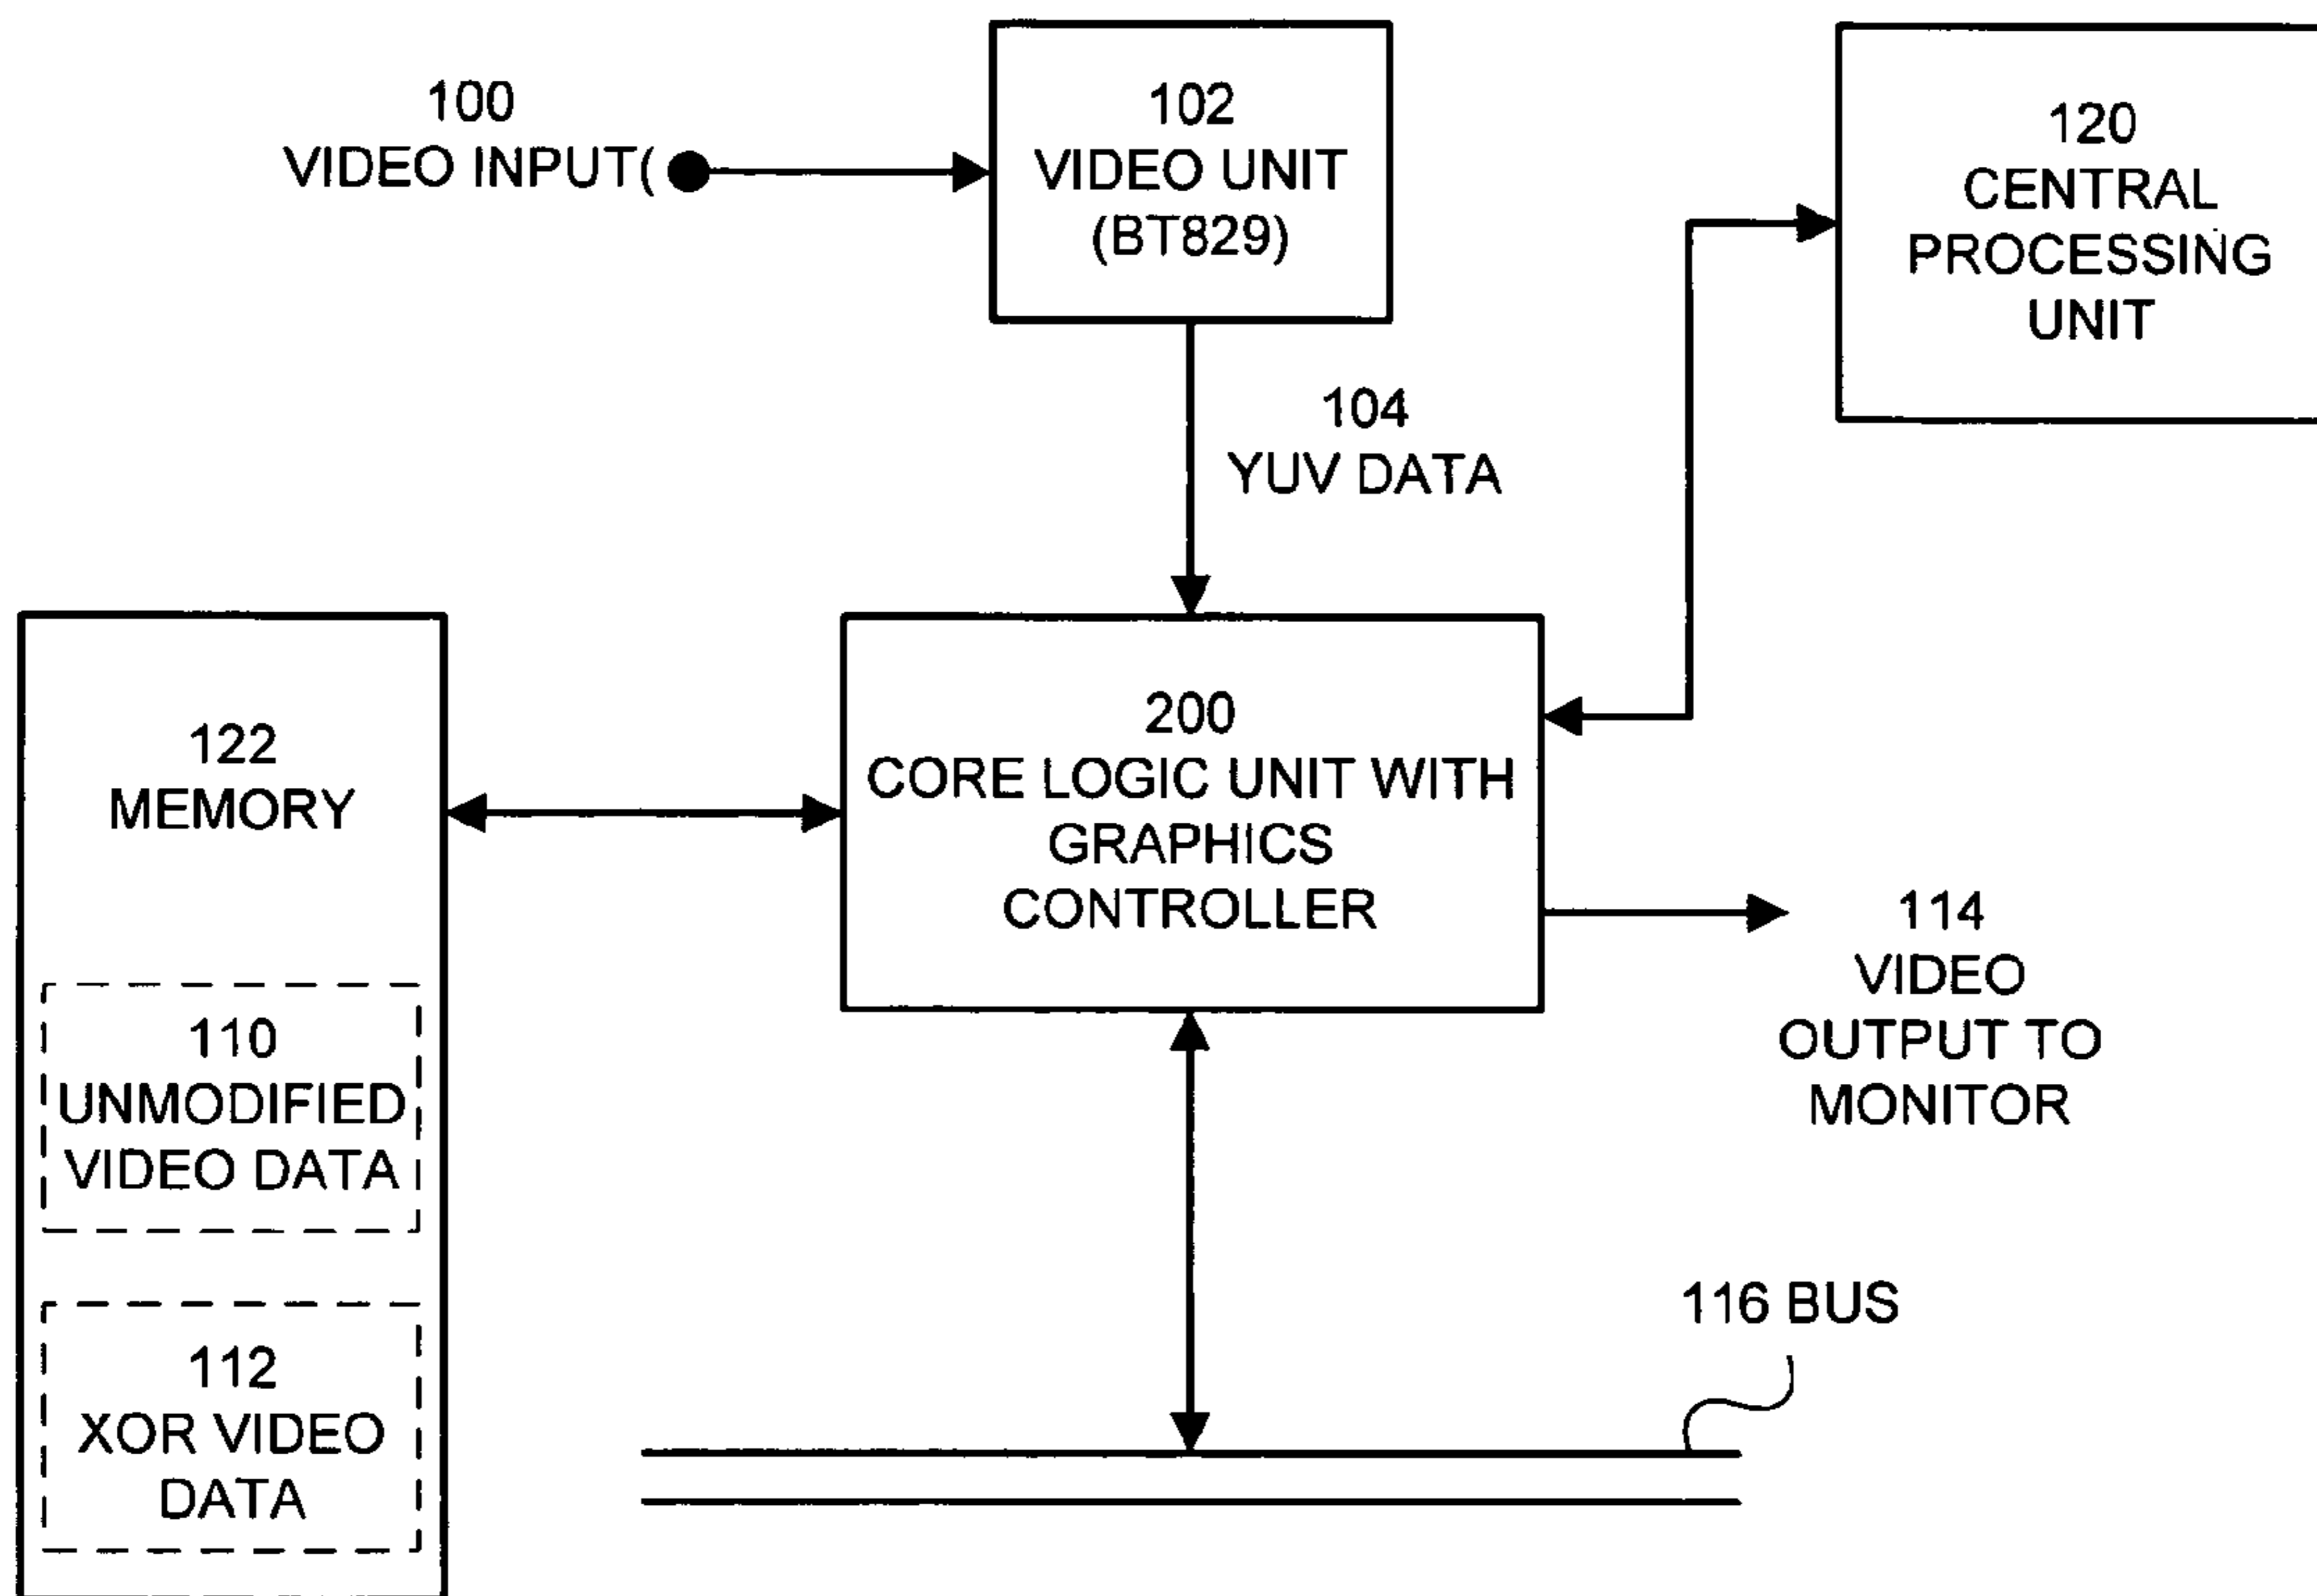 100
VIDEO INPUT(
102
VIDEO UNIT
(BT829)
120
CENTRAL
PROCESSING
UNIT
104
YUV DATA
122
MEMORY
200
CORE LOGIC UNIT WITH
GRAPHICS
CONTROLLER
114
VIDEO
OUTPUT TO
MONITOR
110
UNMODIFIED
VIDEO DATA
112
XOR VIDEO
DATA
116 BUS